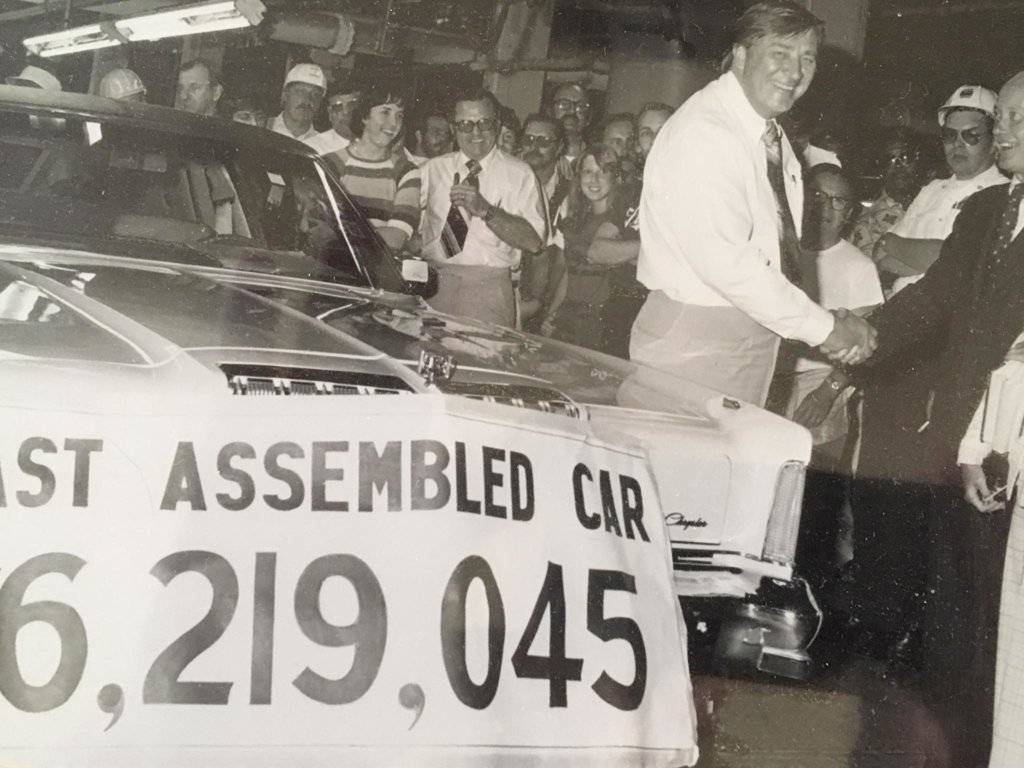 AST ASSEMBLED CAR
6,219,045
Chrysler